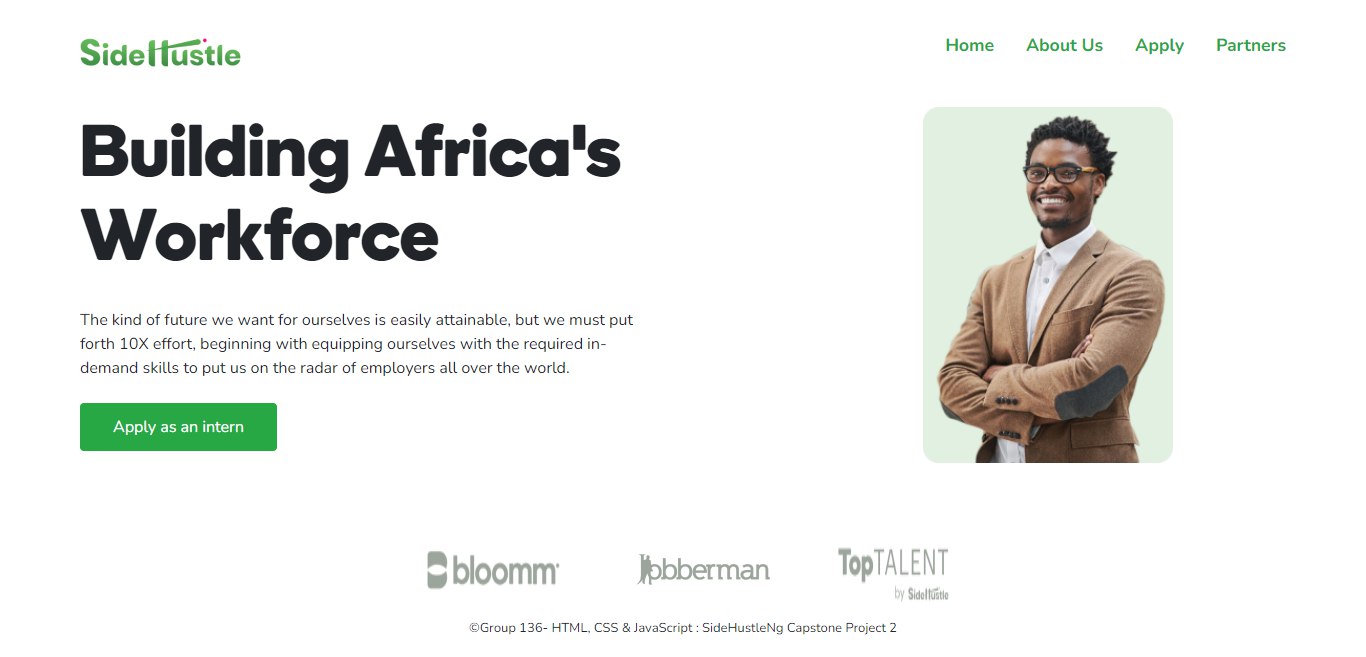 SideHustle
Home About Us Apply Partners
Building Africa's
Workforce
The kind of future we want for ourselves is easily attainable, but we must put
forth 10X effort, beginning with equipping ourselves with the required in-
demand skills to put us on the radar of employers all over the world.
Apply as an intern
bloomm Jobberman TopTALENT
by SideHustle
©Group 136- HTML, CSS & JavaScript : SideHustleNg Capstone Project 2